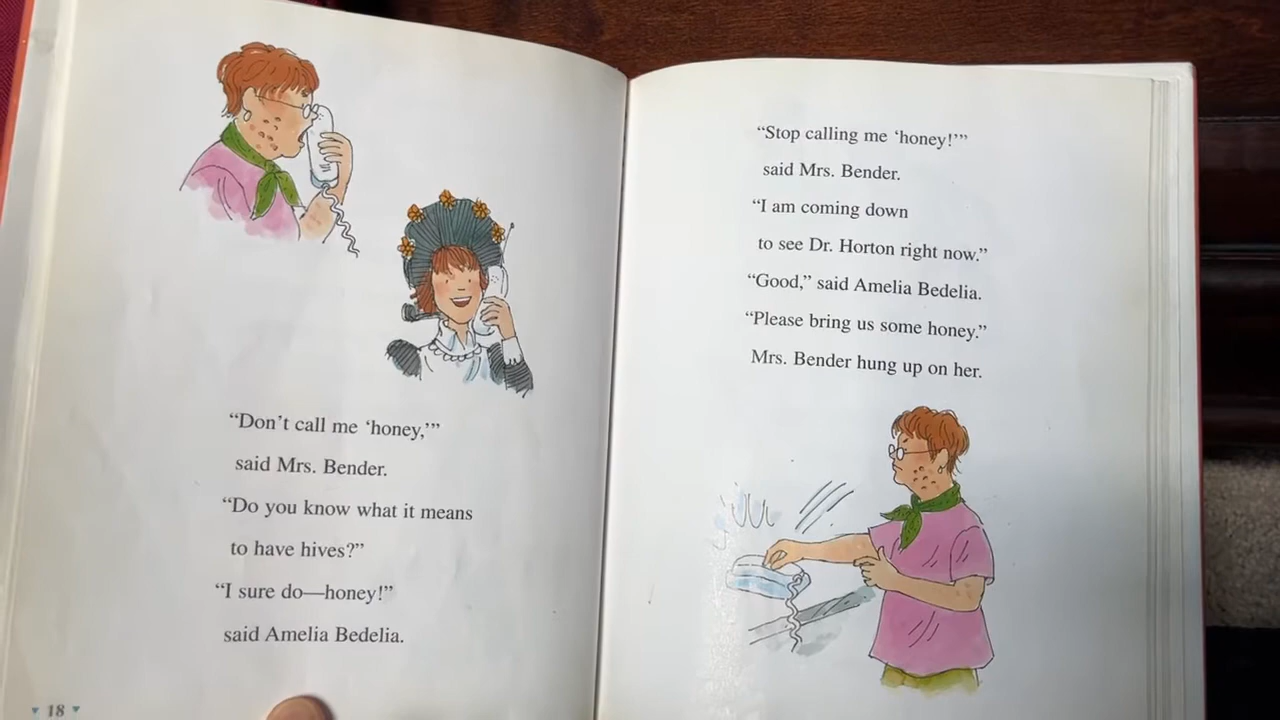 “Don’t call me ‘honey,’”
said Mrs. Bender.
“Do you know what it means
to have hives?”
“I sure do—honey!”
said Amelia Bedelia.
18
“Stop calling me ‘honey!’”
said Mrs. Bender.
“I am coming down
to see Dr. Horton right now.”
“Good,” said Amelia Bedelia.
“Please bring us some honey.”
Mrs. Bender hung up on her.